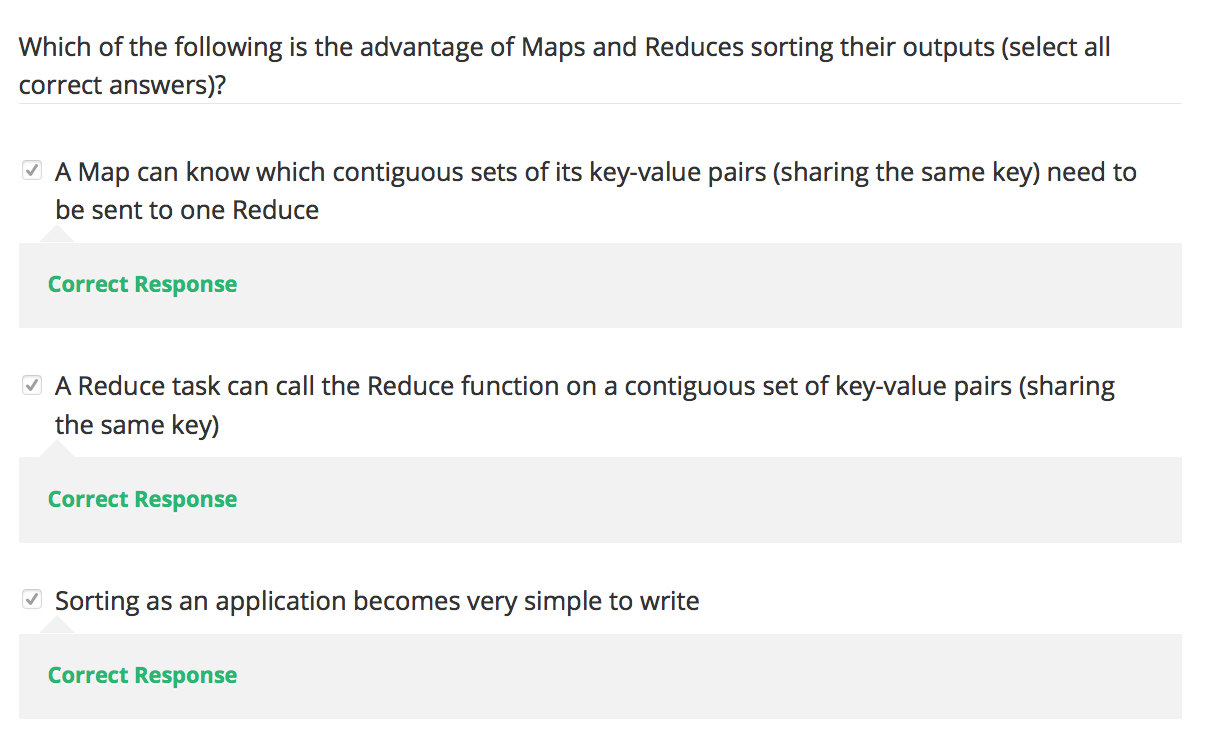 Which of the following is the advantage of Maps and Reduces sorting their outputs (select all
correct answers)?
A Map can know which contiguous sets of its key-value pairs (sharing the same key) need to
be sent to one Reduce
Correct Response
A Reduce task can call the Reduce function on a contiguous set of key-value pairs (sharing
the same key)
Correct Response
Sorting as an application becomes very simple to write
Correct Response